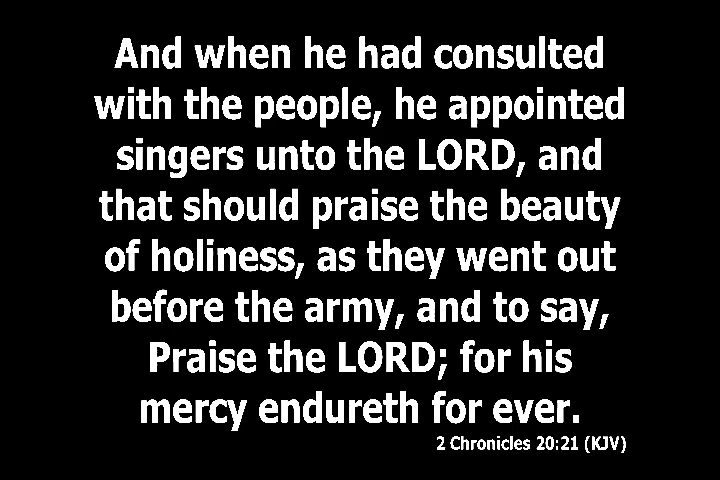 And when he had consulted
with the people, he appointed
singers unto the LORD, and
that should praise the beauty
of holiness, as they went out
before the army, and to say,
Praise the LORD; for his
mercy endureth for ever.
2 Chronicles 20:21 (KJV)